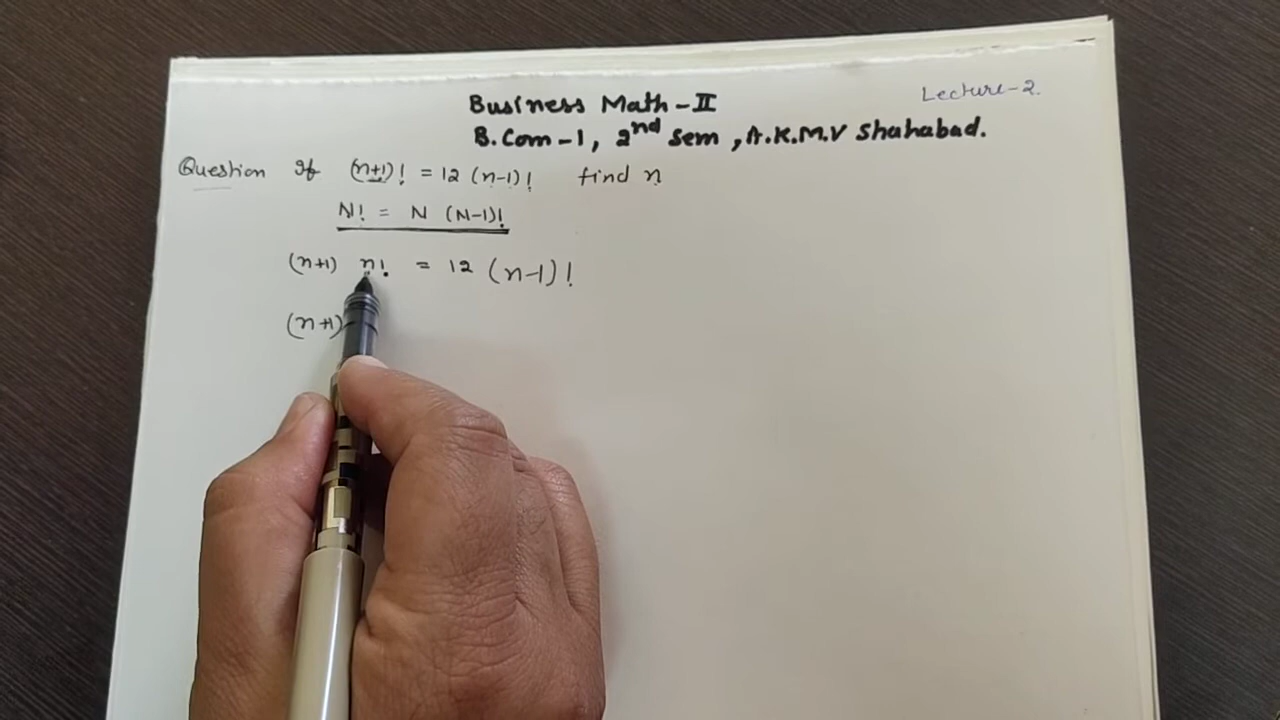 Lecture-2.
Business Math-II
B.Com-1, 2nd Sem, A.K.M.V Shahabad.
Question If (n+1)! = 12 (n-1)! find n
N! = N (N-1)!
(n+1) n! = 12 (n-1)!
(n+1)